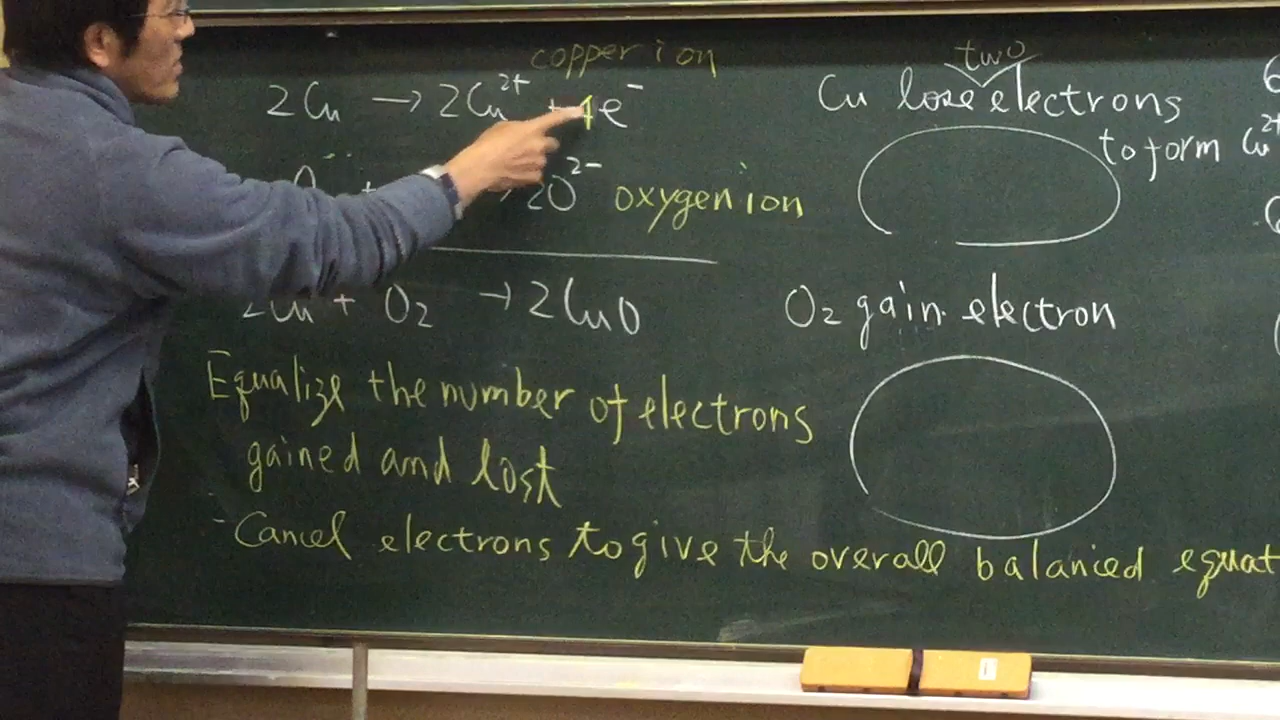 copper ion
2Cu → 2Cu²⁺ + 4e⁻
→ 2O²⁻ oxygen ion
2Cu + O₂ → 2CuO
Equalize the number of electrons
gained and lost
- Cancel electrons to give the overall balancied equat
two
Cu lose electrons
to form Cu²⁺
O₂ gain electron